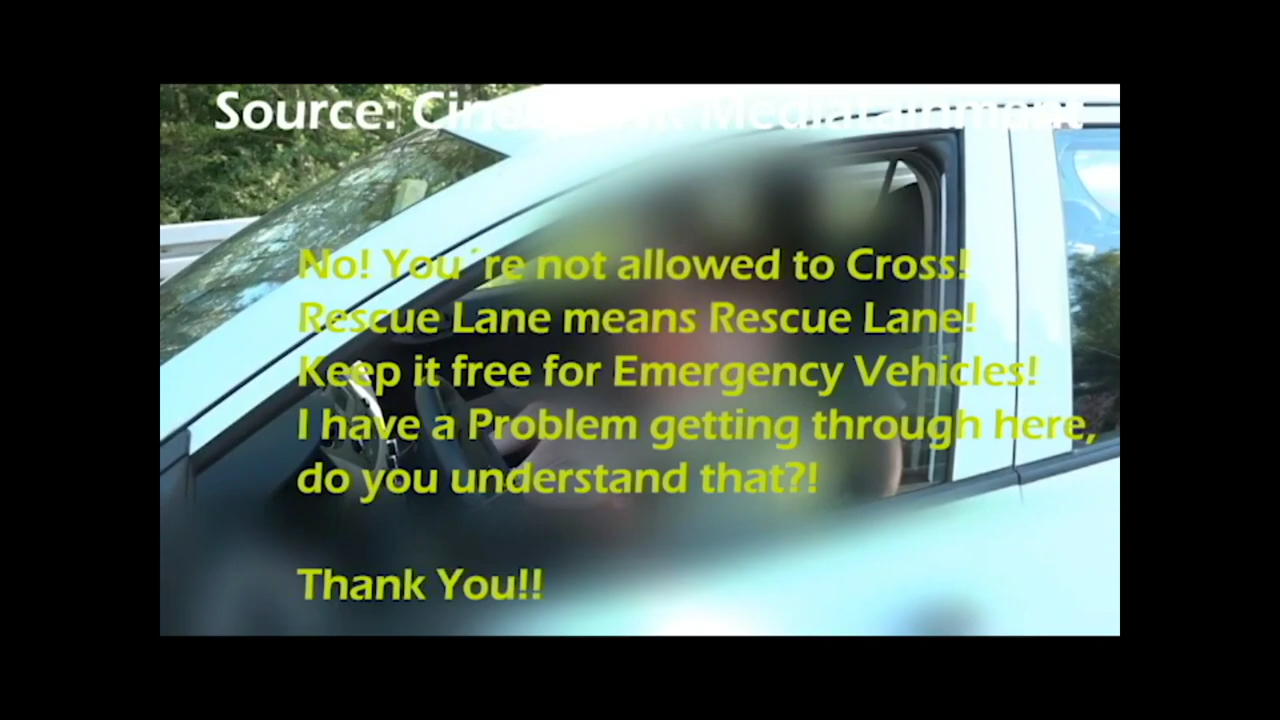 Source: Mediatainment
No! You´re not allowed to Cross!
Rescue Lane means Rescue Lane!
Keep it free for Emergency Vehicles!
I have a Problem getting through here,
do you understand that?!
Thank You!!